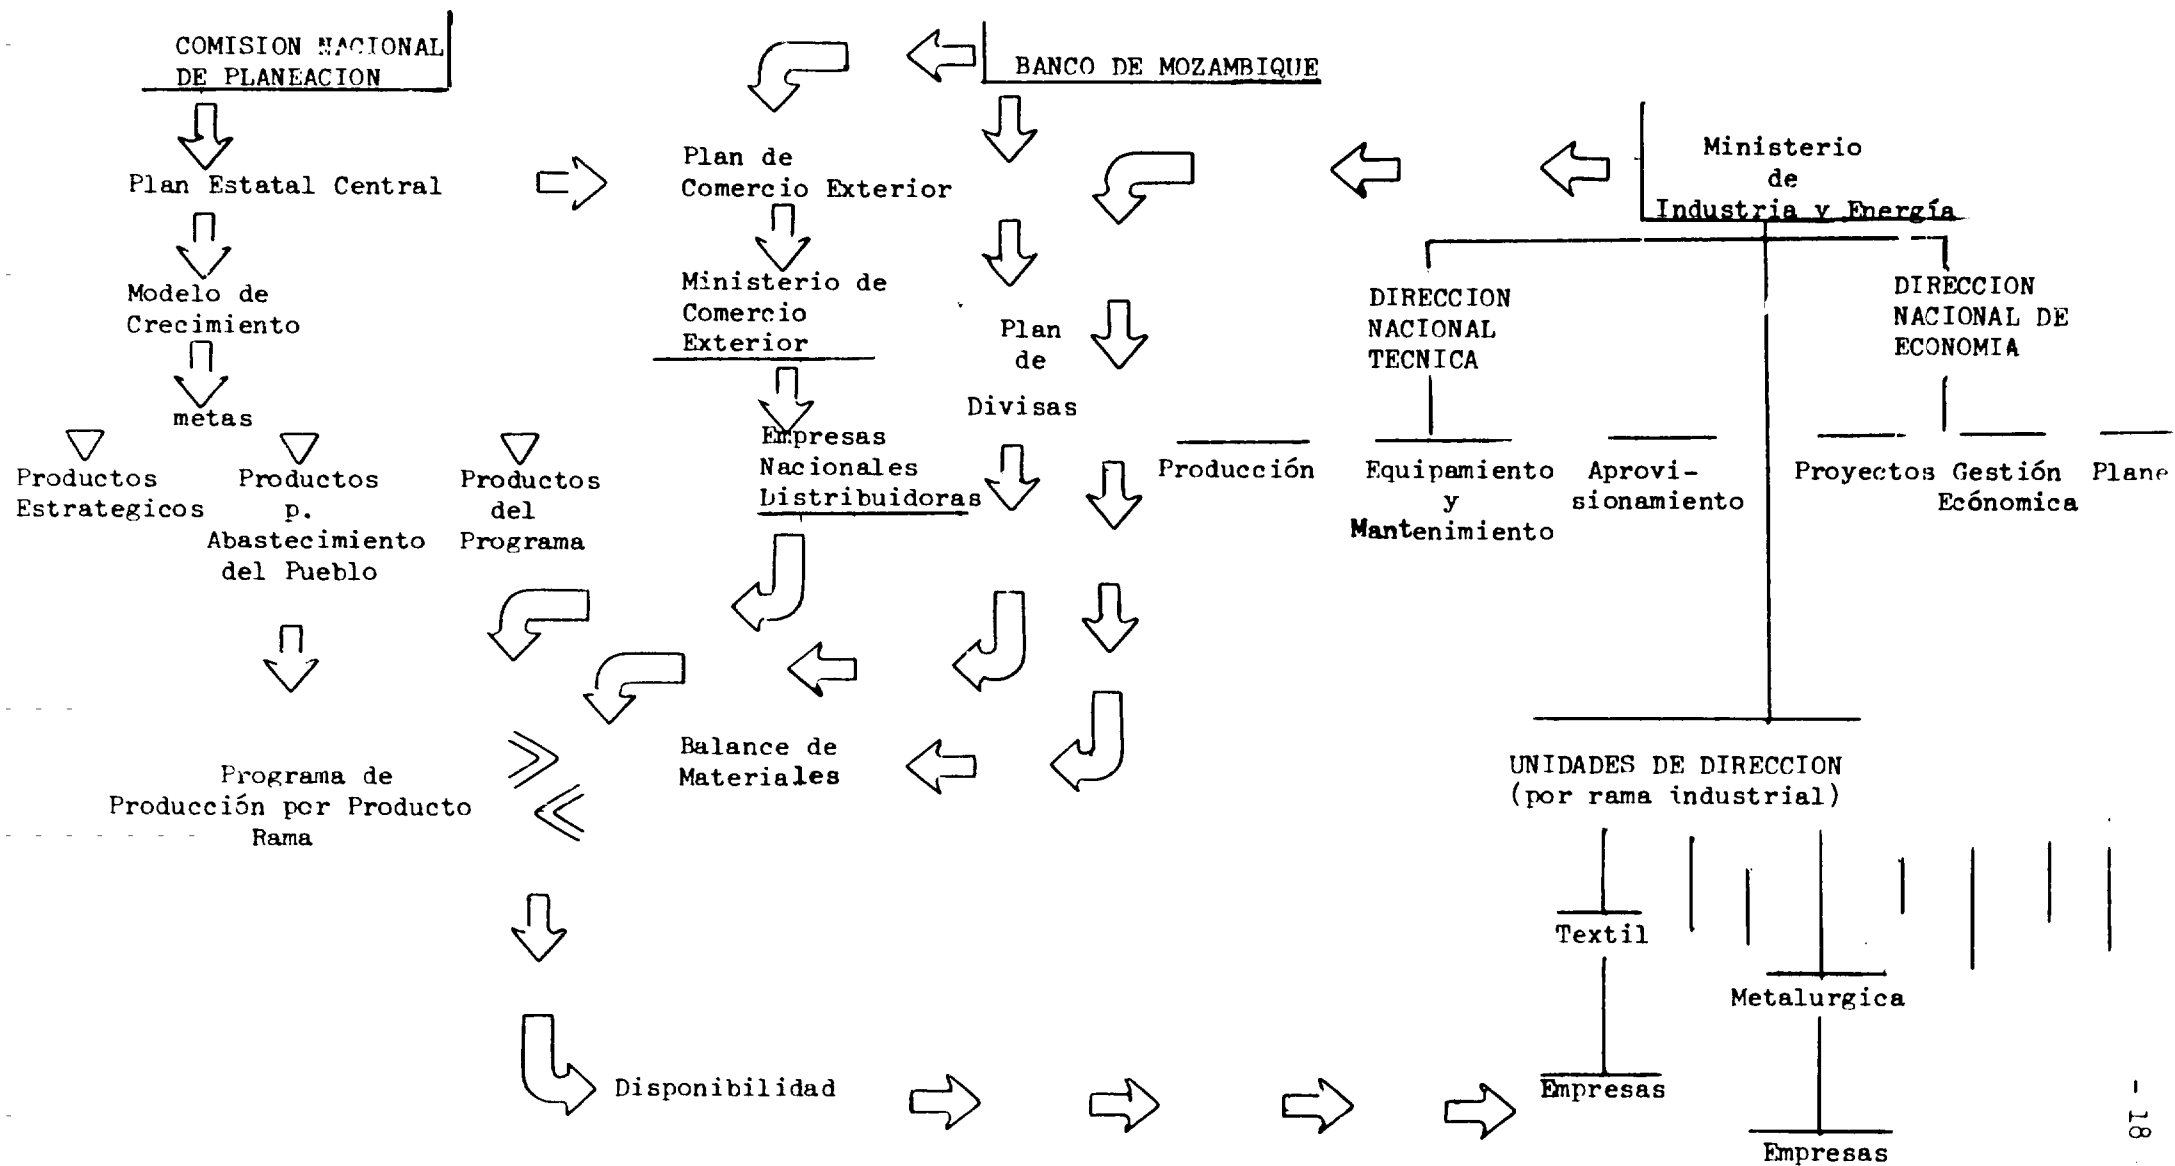 COMISION NACIONAL
DE PLANEACION
Plan Estatal Central
Modelo de
Crecimiento
metas
Productos
Estrategicos
Productos
p.
Abastecimiento
del Pueblo
Productos
del
Programa
Programa de
Producción por Producto
Rama
BANCO DE MOZAMBIQUE
Plan de
Comercio Exterior
Ministerio de
Comercio
Exterior
Empresas
Nacionales
Distribuidoras
Plan
de
Divisas
Balance de
Materiales
Disponibilidad
Ministerio
de
Industria y Energía
DIRECCION
NACIONAL
TECNICA
DIRECCION
NACIONAL DE
ECONOMIA
Producción
Equipamiento
y
Mantenimiento
Aprovi-
sionamiento
Proyectos
Gestión
Ecónomica
Plane
UNIDADES DE DIRECCION
(por rama industrial)
Textil
Empresas
Metalurgica
Empresas
- 18